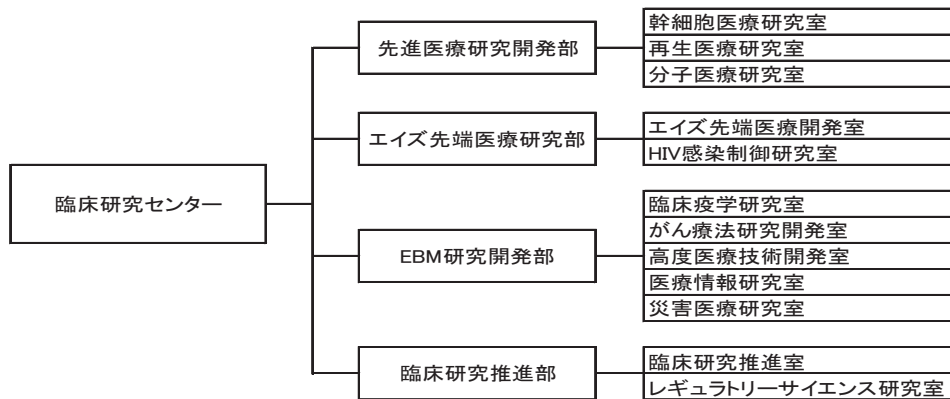 臨床研究センター
先進医療研究開発部
幹細胞医療研究室
再生医療研究室
分子医療研究室
エイズ先端医療研究部
エイズ先端医療開発室
HIV感染制御研究室
EBM研究開発部
臨床疫学研究室
がん療法研究開発室
高度医療技術開発室
医療情報研究室
災害医療研究室
臨床研究推進部
臨床研究推進室
レギュラトリーサイエンス研究室